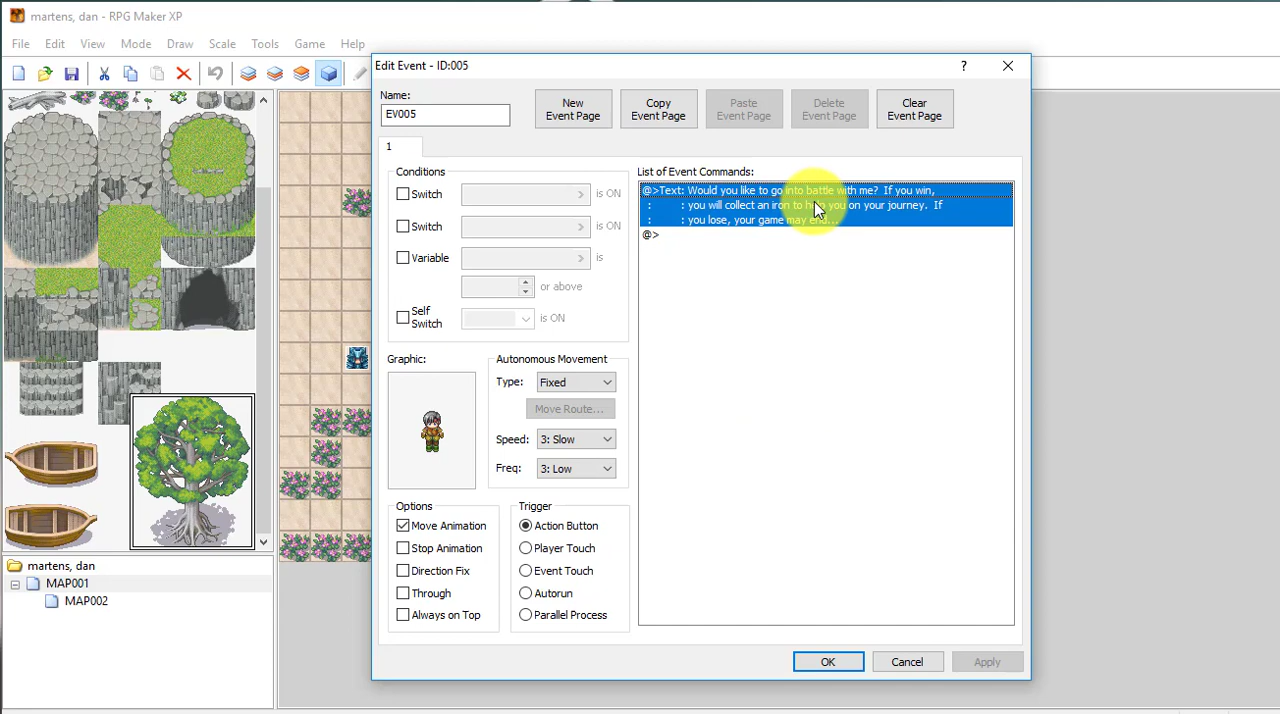 martens, dan - RPG Maker XP
File Edit View Mode Draw Scale Tools Game Help
Edit Event - ID:005
?
Name:
EV005
New
Event Page
Copy
Event Page
Paste
Event Page
Delete
Event Page
Clear
Event Page
1
Conditions
Switch is ON
Switch is ON
Variable is
or above
Self
Switch is ON
Graphic:
Autonomous Movement
Type: Fixed
Move Route...
Speed: 3: Slow
Freq: 3: Low
Options
Move Animation
Stop Animation
Direction Fix
Through
Always on Top
Trigger
Action Button
Player Touch
Event Touch
Autorun
Parallel Process
List of Event Commands:
@>Text: Would you like to go into battle with me? If you win,
: : you will collect an iron to help you on your journey. If
: : you lose, your game may end...
@>
OK Cancel Apply
martens, dan
MAP001
MAP002